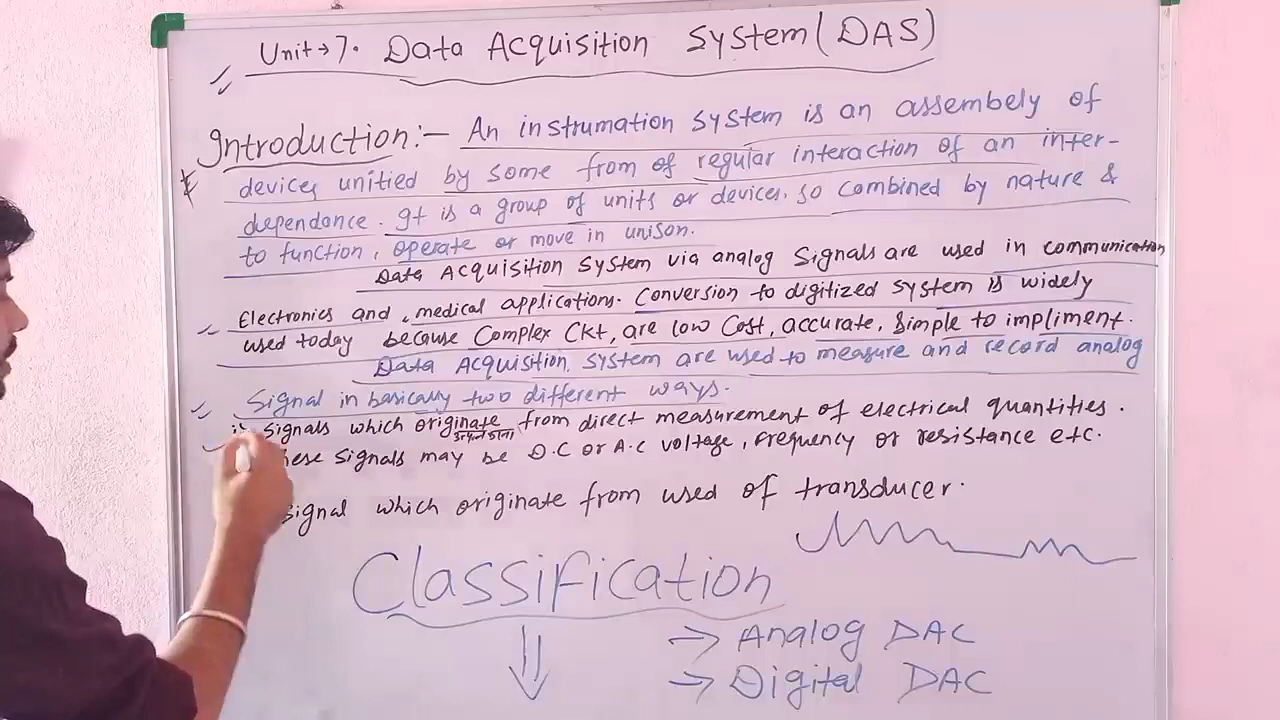 Unit → 7. Data Acquisition System (DAS)
Introduction :- An instrumation system is an assembely of
devices unitied by some from of regular interaction of an inter-
dependance. It is a group of units or devices, so combined by nature &
to function, operate or move in unison.
Data Acquisition System via analog signals are used in communication
Electronics and, medical applications. Conversion to digitized system is widely
used today because Complex Ckt, are low Cost, accurate, simple to impliment.
Data Acquisition System are used to measure and record analog
Signal in basically two different ways.
Signals which originate from direct measurement of electrical quantities.
hese signals may be D.C or A.C voltage, frequency or resistance etc.
Signal which originate from used of transducer.
Classification
→ Analog DAC
→ Digital DAC